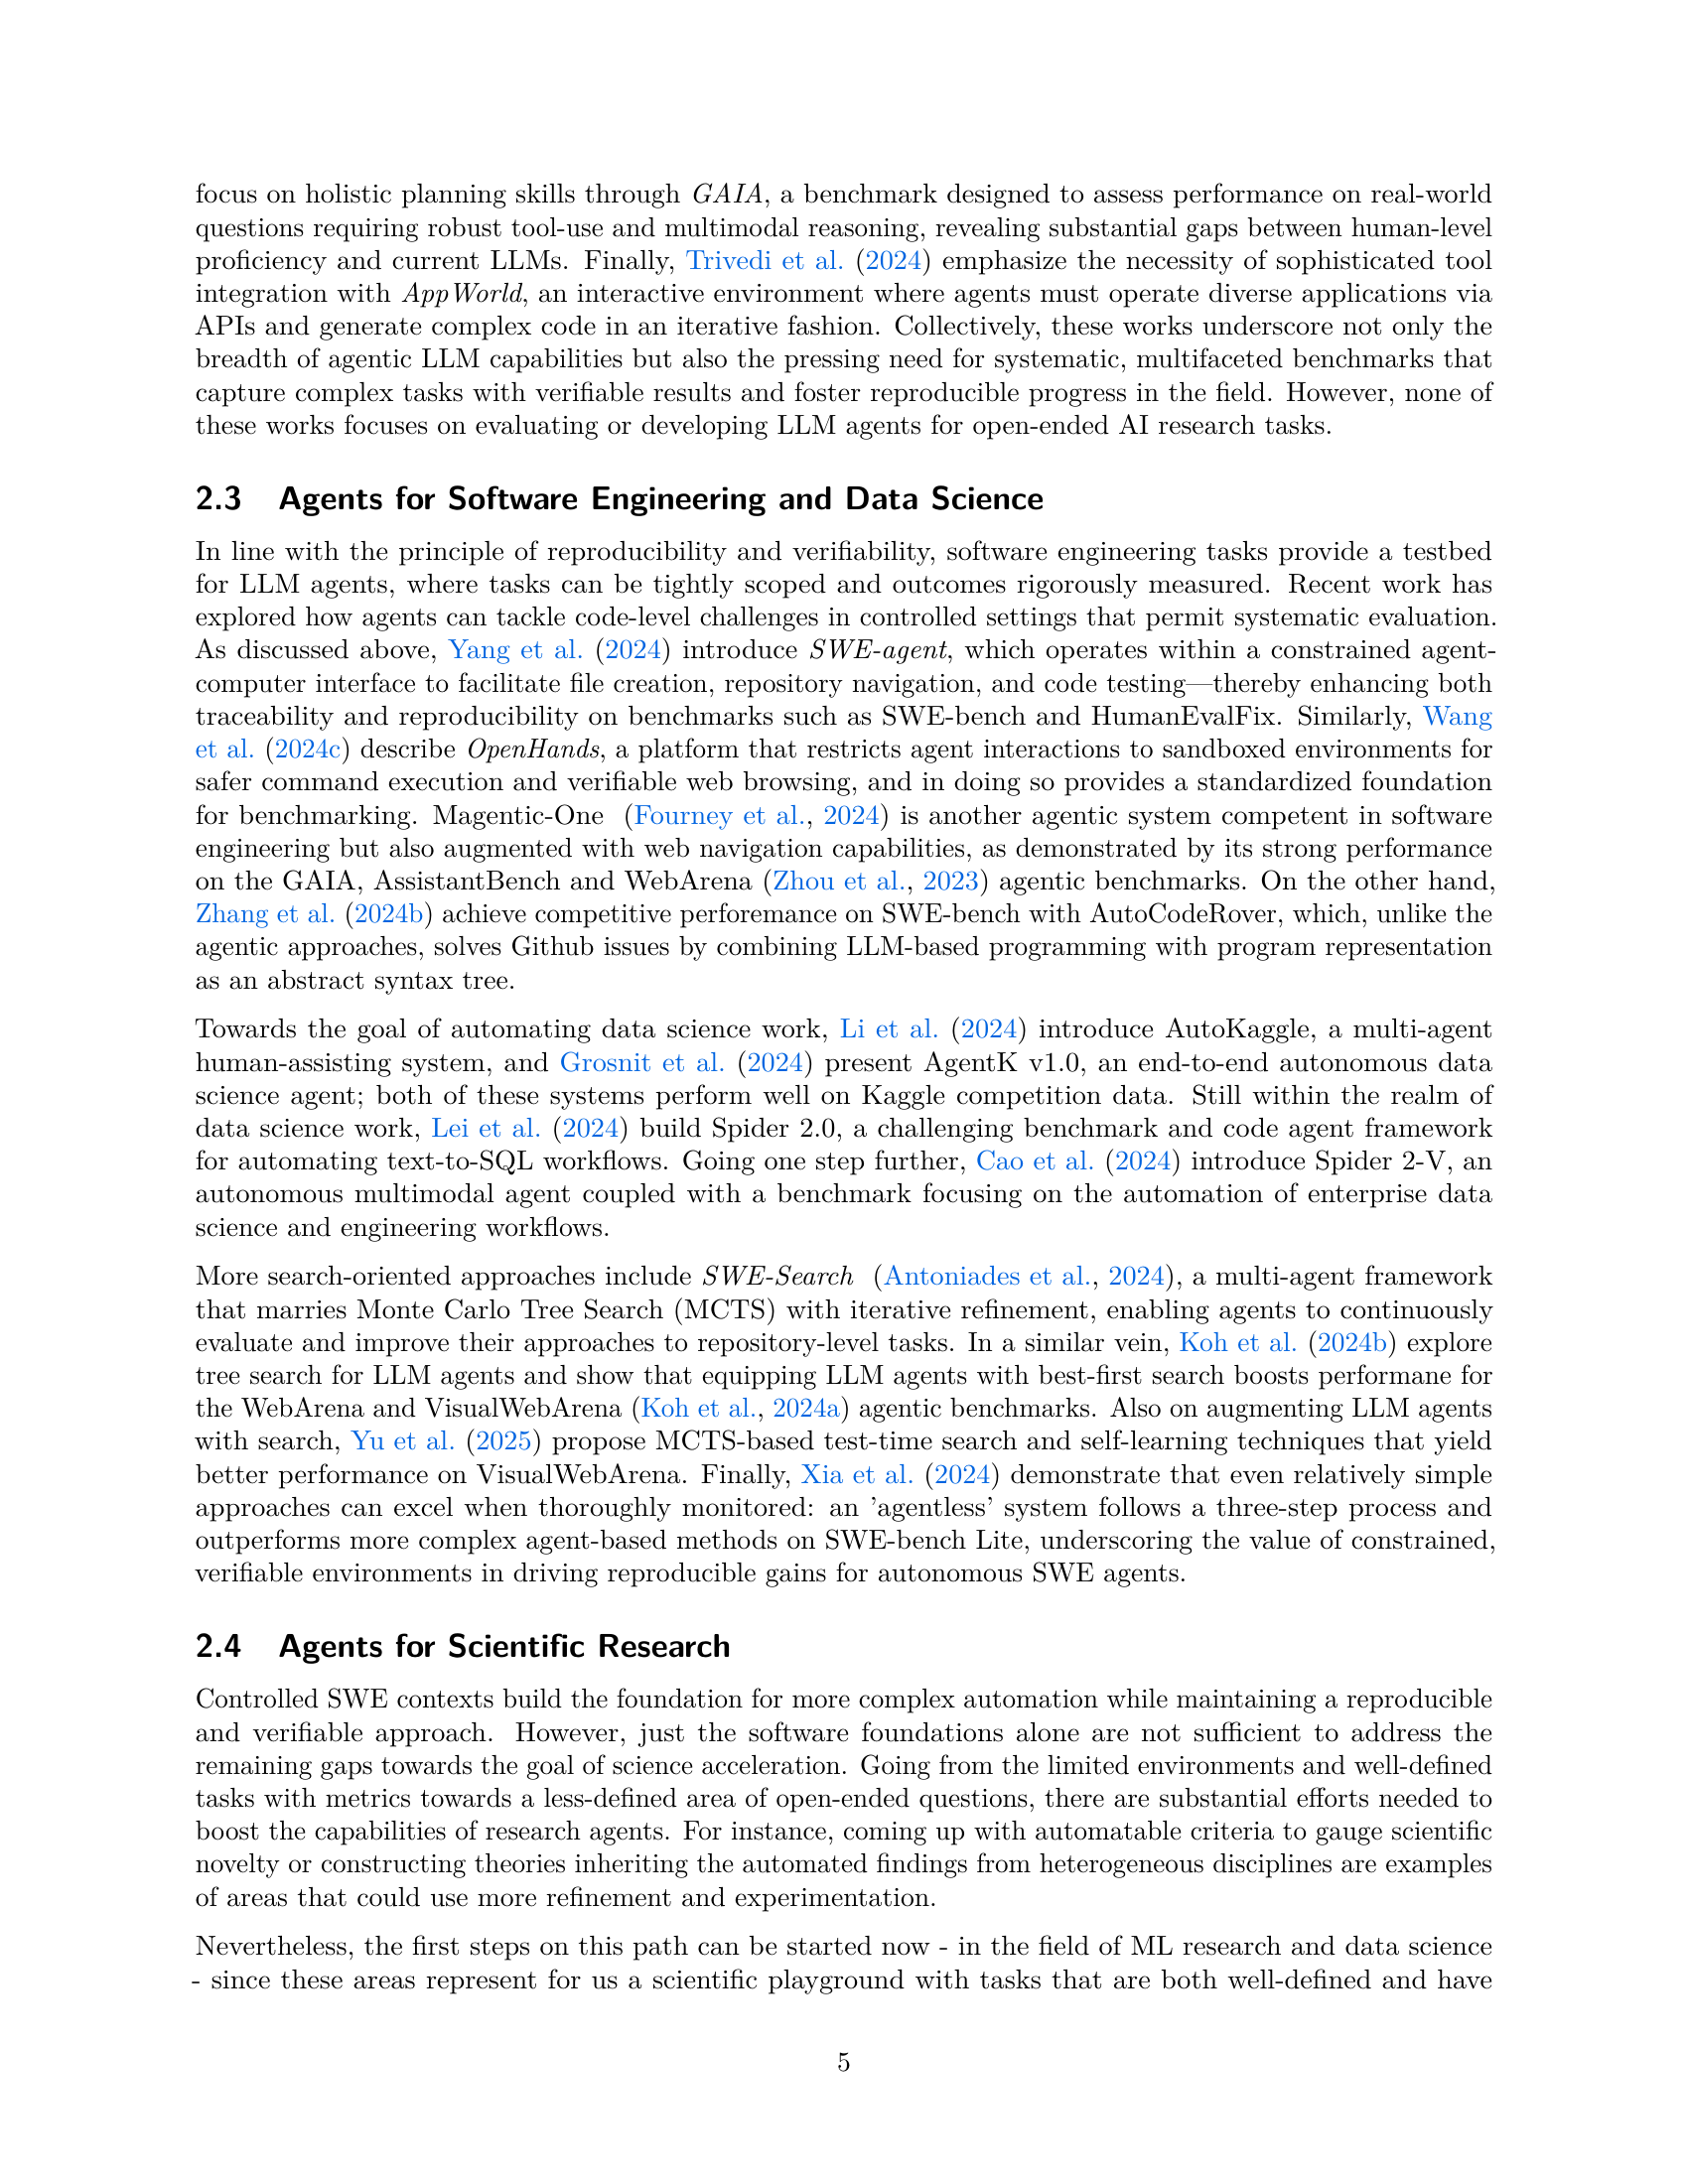 focus on holistic planning skills through GAIA, a benchmark designed to assess performance on real-world
questions requiring robust tool-use and multimodal reasoning, revealing substantial gaps between human-level
proficiency and current LLMs. Finally, Trivedi et al. (2024) emphasize the necessity of sophisticated tool
integration with AppWorld, an interactive environment where agents must operate diverse applications via
APIs and generate complex code in an iterative fashion. Collectively, these works underscore not only the
breadth of agentic LLM capabilities but also the pressing need for systematic, multifaceted benchmarks that
capture complex tasks with verifiable results and foster reproducible progress in the field. However, none of
these works focuses on evaluating or developing LLM agents for open-ended AI research tasks.
2.3 Agents for Software Engineering and Data Science
In line with the principle of reproducibility and verifiability, software engineering tasks provide a testbed
for LLM agents, where tasks can be tightly scoped and outcomes rigorously measured. Recent work has
explored how agents can tackle code-level challenges in controlled settings that permit systematic evaluation.
As discussed above, Yang et al. (2024) introduce SWE-agent, which operates within a constrained agent-
computer interface to facilitate file creation, repository navigation, and code testing—thereby enhancing both
traceability and reproducibility on benchmarks such as SWE-bench and HumanEvalFix. Similarly, Wang
et al. (2024c) describe OpenHands, a platform that restricts agent interactions to sandboxed environments for
safer command execution and verifiable web browsing, and in doing so provides a standardized foundation
for benchmarking. Magentic-One (Fourney et al., 2024) is another agentic system competent in software
engineering but also augmented with web navigation capabilities, as demonstrated by its strong performance
on the GAIA, AssistantBench and WebArena (Zhou et al., 2023) agentic benchmarks. On the other hand,
Zhang et al. (2024b) achieve competitive perforemance on SWE-bench with AutoCodeRover, which, unlike the
agentic approaches, solves Github issues by combining LLM-based programming with program representation
as an abstract syntax tree.
Towards the goal of automating data science work, Li et al. (2024) introduce AutoKaggle, a multi-agent
human-assisting system, and Grosnit et al. (2024) present AgentK v1.0, an end-to-end autonomous data
science agent; both of these systems perform well on Kaggle competition data. Still within the realm of
data science work, Lei et al. (2024) build Spider 2.0, a challenging benchmark and code agent framework
for automating text-to-SQL workflows. Going one step further, Cao et al. (2024) introduce Spider 2-V, an
autonomous multimodal agent coupled with a benchmark focusing on the automation of enterprise data
science and engineering workflows.
More search-oriented approaches include SWE-Search (Antoniades et al., 2024), a multi-agent framework
that marries Monte Carlo Tree Search (MCTS) with iterative refinement, enabling agents to continuously
evaluate and improve their approaches to repository-level tasks. In a similar vein, Koh et al. (2024b) explore
tree search for LLM agents and show that equipping LLM agents with best-first search boosts performane for
the WebArena and VisualWebArena (Koh et al., 2024a) agentic benchmarks. Also on augmenting LLM agents
with search, Yu et al. (2025) propose MCTS-based test-time search and self-learning techniques that yield
better performance on VisualWebArena. Finally, Xia et al. (2024) demonstrate that even relatively simple
approaches can excel when thoroughly monitored: an ’agentless’ system follows a three-step process and
outperforms more complex agent-based methods on SWE-bench Lite, underscoring the value of constrained,
verifiable environments in driving reproducible gains for autonomous SWE agents.
2.4 Agents for Scientific Research
Controlled SWE contexts build the foundation for more complex automation while maintaining a reproducible
and verifiable approach. However, just the software foundations alone are not sufficient to address the
remaining gaps towards the goal of science acceleration. Going from the limited environments and well-defined
tasks with metrics towards a less-defined area of open-ended questions, there are substantial efforts needed to
boost the capabilities of research agents. For instance, coming up with automatable criteria to gauge scientific
novelty or constructing theories inheriting the automated findings from heterogeneous disciplines are examples
of areas that could use more refinement and experimentation.
Nevertheless, the first steps on this path can be started now - in the field of ML research and data science
- since these areas represent for us a scientific playground with tasks that are both well-defined and have
5